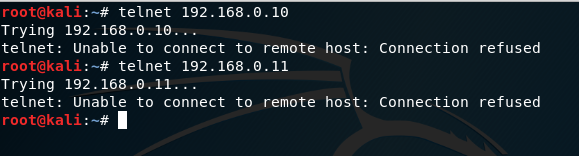 root@kali:~# telnet 192.168.0.10
Trying 192.168.0.10...
telnet: Unable to connect to remote host: Connection refused
root@kali:~# telnet 192.168.0.11
Trying 192.168.0.11...
telnet: Unable to connect to remote host: Connection refused
root@kali:~#